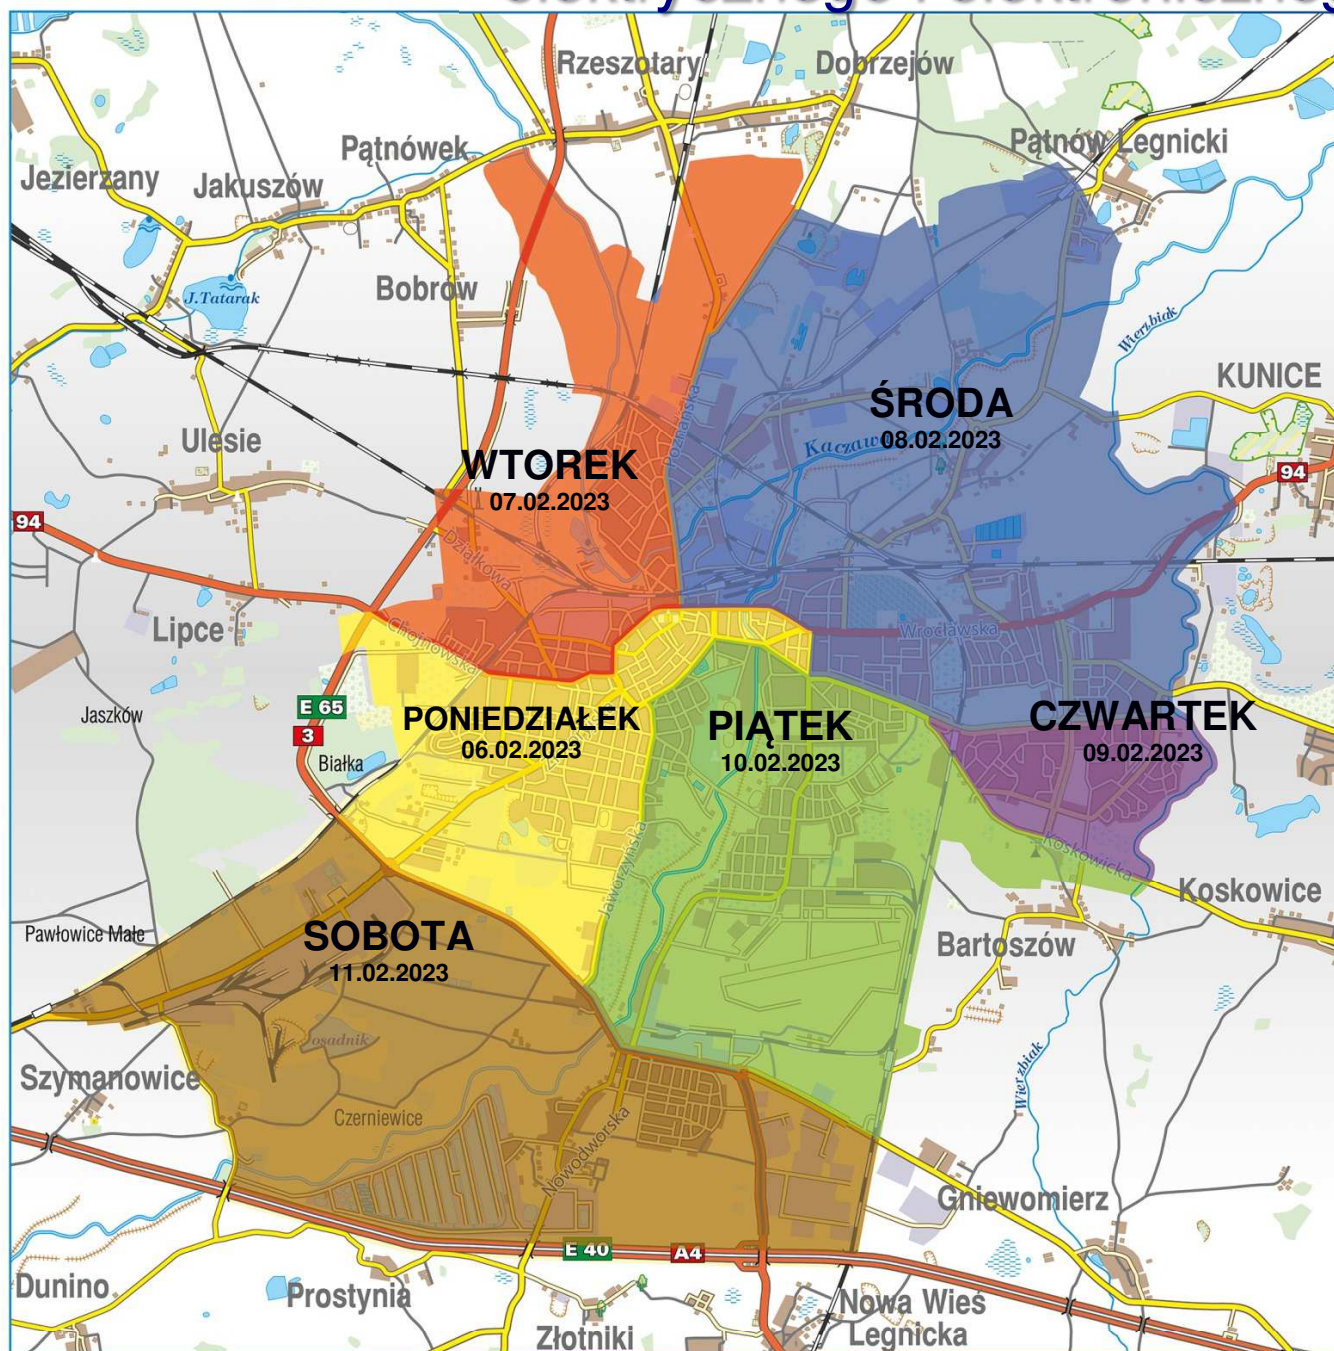 elektrycznego i elektronicznego
Rzeszotary
Dobrzejów
Pątnówek
Pątnów Legnicki
Jezierzany
Jakuszów
Bobrów
J.Tatarak
Wierzbiak
KUNICE
Poznańska
ŚRODA
08.02.2023
Kaczawa
Ulesie
WTOREK
07.02.2023
94
94
Działkowa
Lipce
Chojnowska
Wrocławska
E 65
3
Jaszków
Białka
PONIEDZIAŁEK
06.02.2023
PIĄTEK
10.02.2023
CZWARTEK
09.02.2023
Jaworzyńska
Koskowicka
Koskowice
Pawłowice Małe
SOBOTA
11.02.2023
Bartoszów
osadnik
Szymanowice
Czerniewice
Wierzbiak
Nowodworska
Gniewomierz
E 40
A4
Dunino
Prostynia
Złotniki
Nowa Wieś
Legnicka